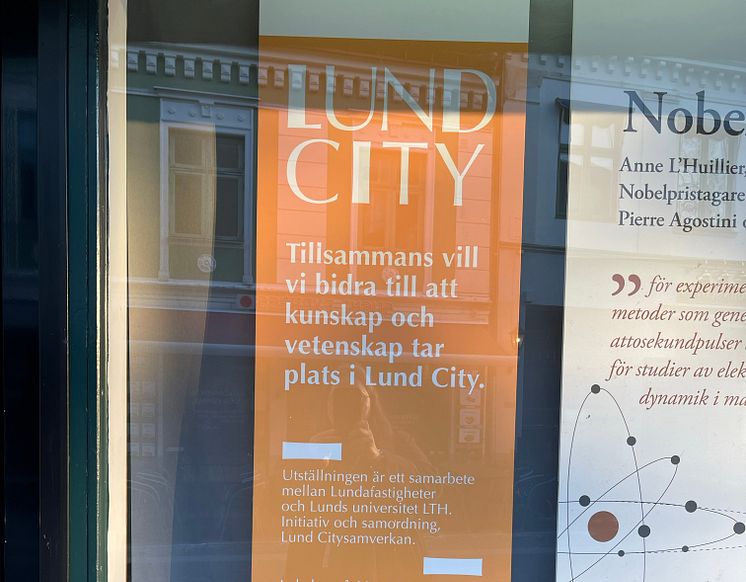 LUND
CITY
Tillsammans vill
vi bidra till att
kunskap och
vetenskap tar
plats i Lund City.
Utställningen är ett samarbete
mellan Lundafastigheter
och Lunds universitet LTH.
Initiativ och samordning,
Lund Citysamverkan.
Nobe
Anne L'Huillier,
Nobelpristagare
Pierre Agostini
” för experime
metoder som gene
attosekundpulser
för studier av elek
dynamik i ma